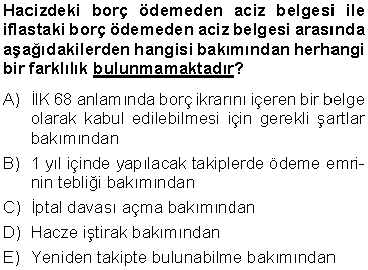 Hacizdeki borç ödemeden aciz belgesi ile
iflastaki borç ödemeden aciz belgesi arasında
aşağıdakilerden hangisi bakımından herhangi
bir farklılık bulunmamaktadır?
A) İİK 68 anlamında borç ikrarını içeren bir belge
olarak kabul edilebilmesi için gerekli şartlar
bakımından
B) 1 yıl içinde yapılacak takiplerde ödeme emri-
nin tebliği bakımından
C) İptal davası açma bakımından
D) Hacze iştirak bakımından
E) Yeniden takipte bulunabilme bakımından